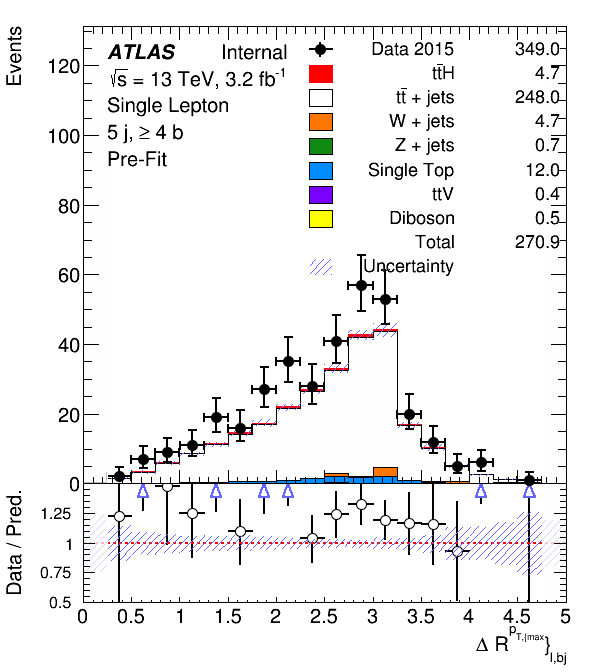 Events
ATLAS Internal
√s = 13 TeV, 3.2 fb⁻¹
Single Lepton
5 j, ≥ 4 b
Pre-Fit
Data 2015 349.0
tt̄H 4.7
tt̄ + jets 248.0
W + jets 4.7
Z + jets 0.7
Single Top 12.0
ttV 0.4
Diboson 0.5
Total 270.9
Uncertainty
120
100
80
60
40
20
0
Data / Pred.
1.25
1
0.75
0.5
0 0.5 1 1.5 2 2.5 3 3.5 4 4.5 5
Δ R^{p_{T,{max}}}_{l,bj}